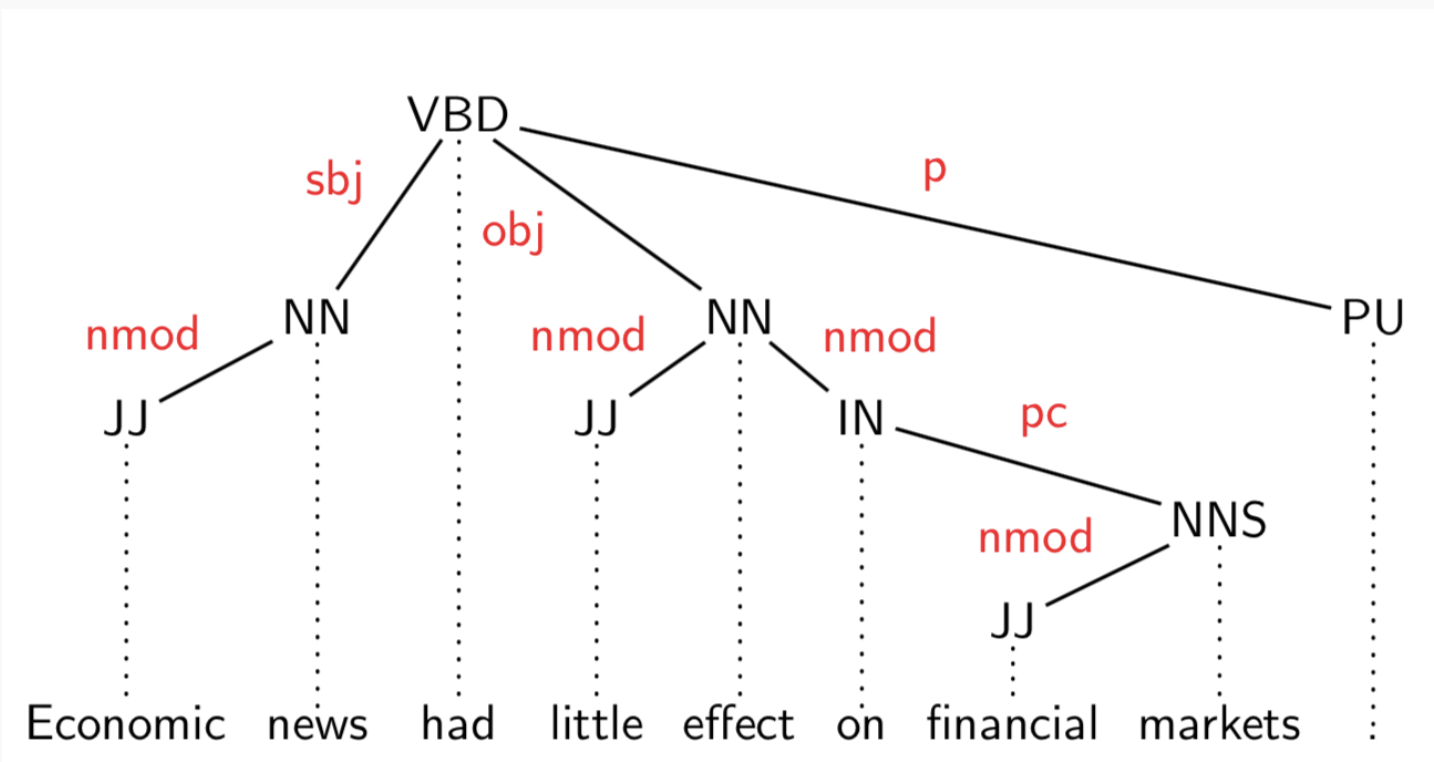 VBD
sbj
p
obj
NN
NN
PU
nmod
nmod
nmod
JJ
JJ
IN
pc
NNS
nmod
JJ
Economic news had little effect on financial markets .